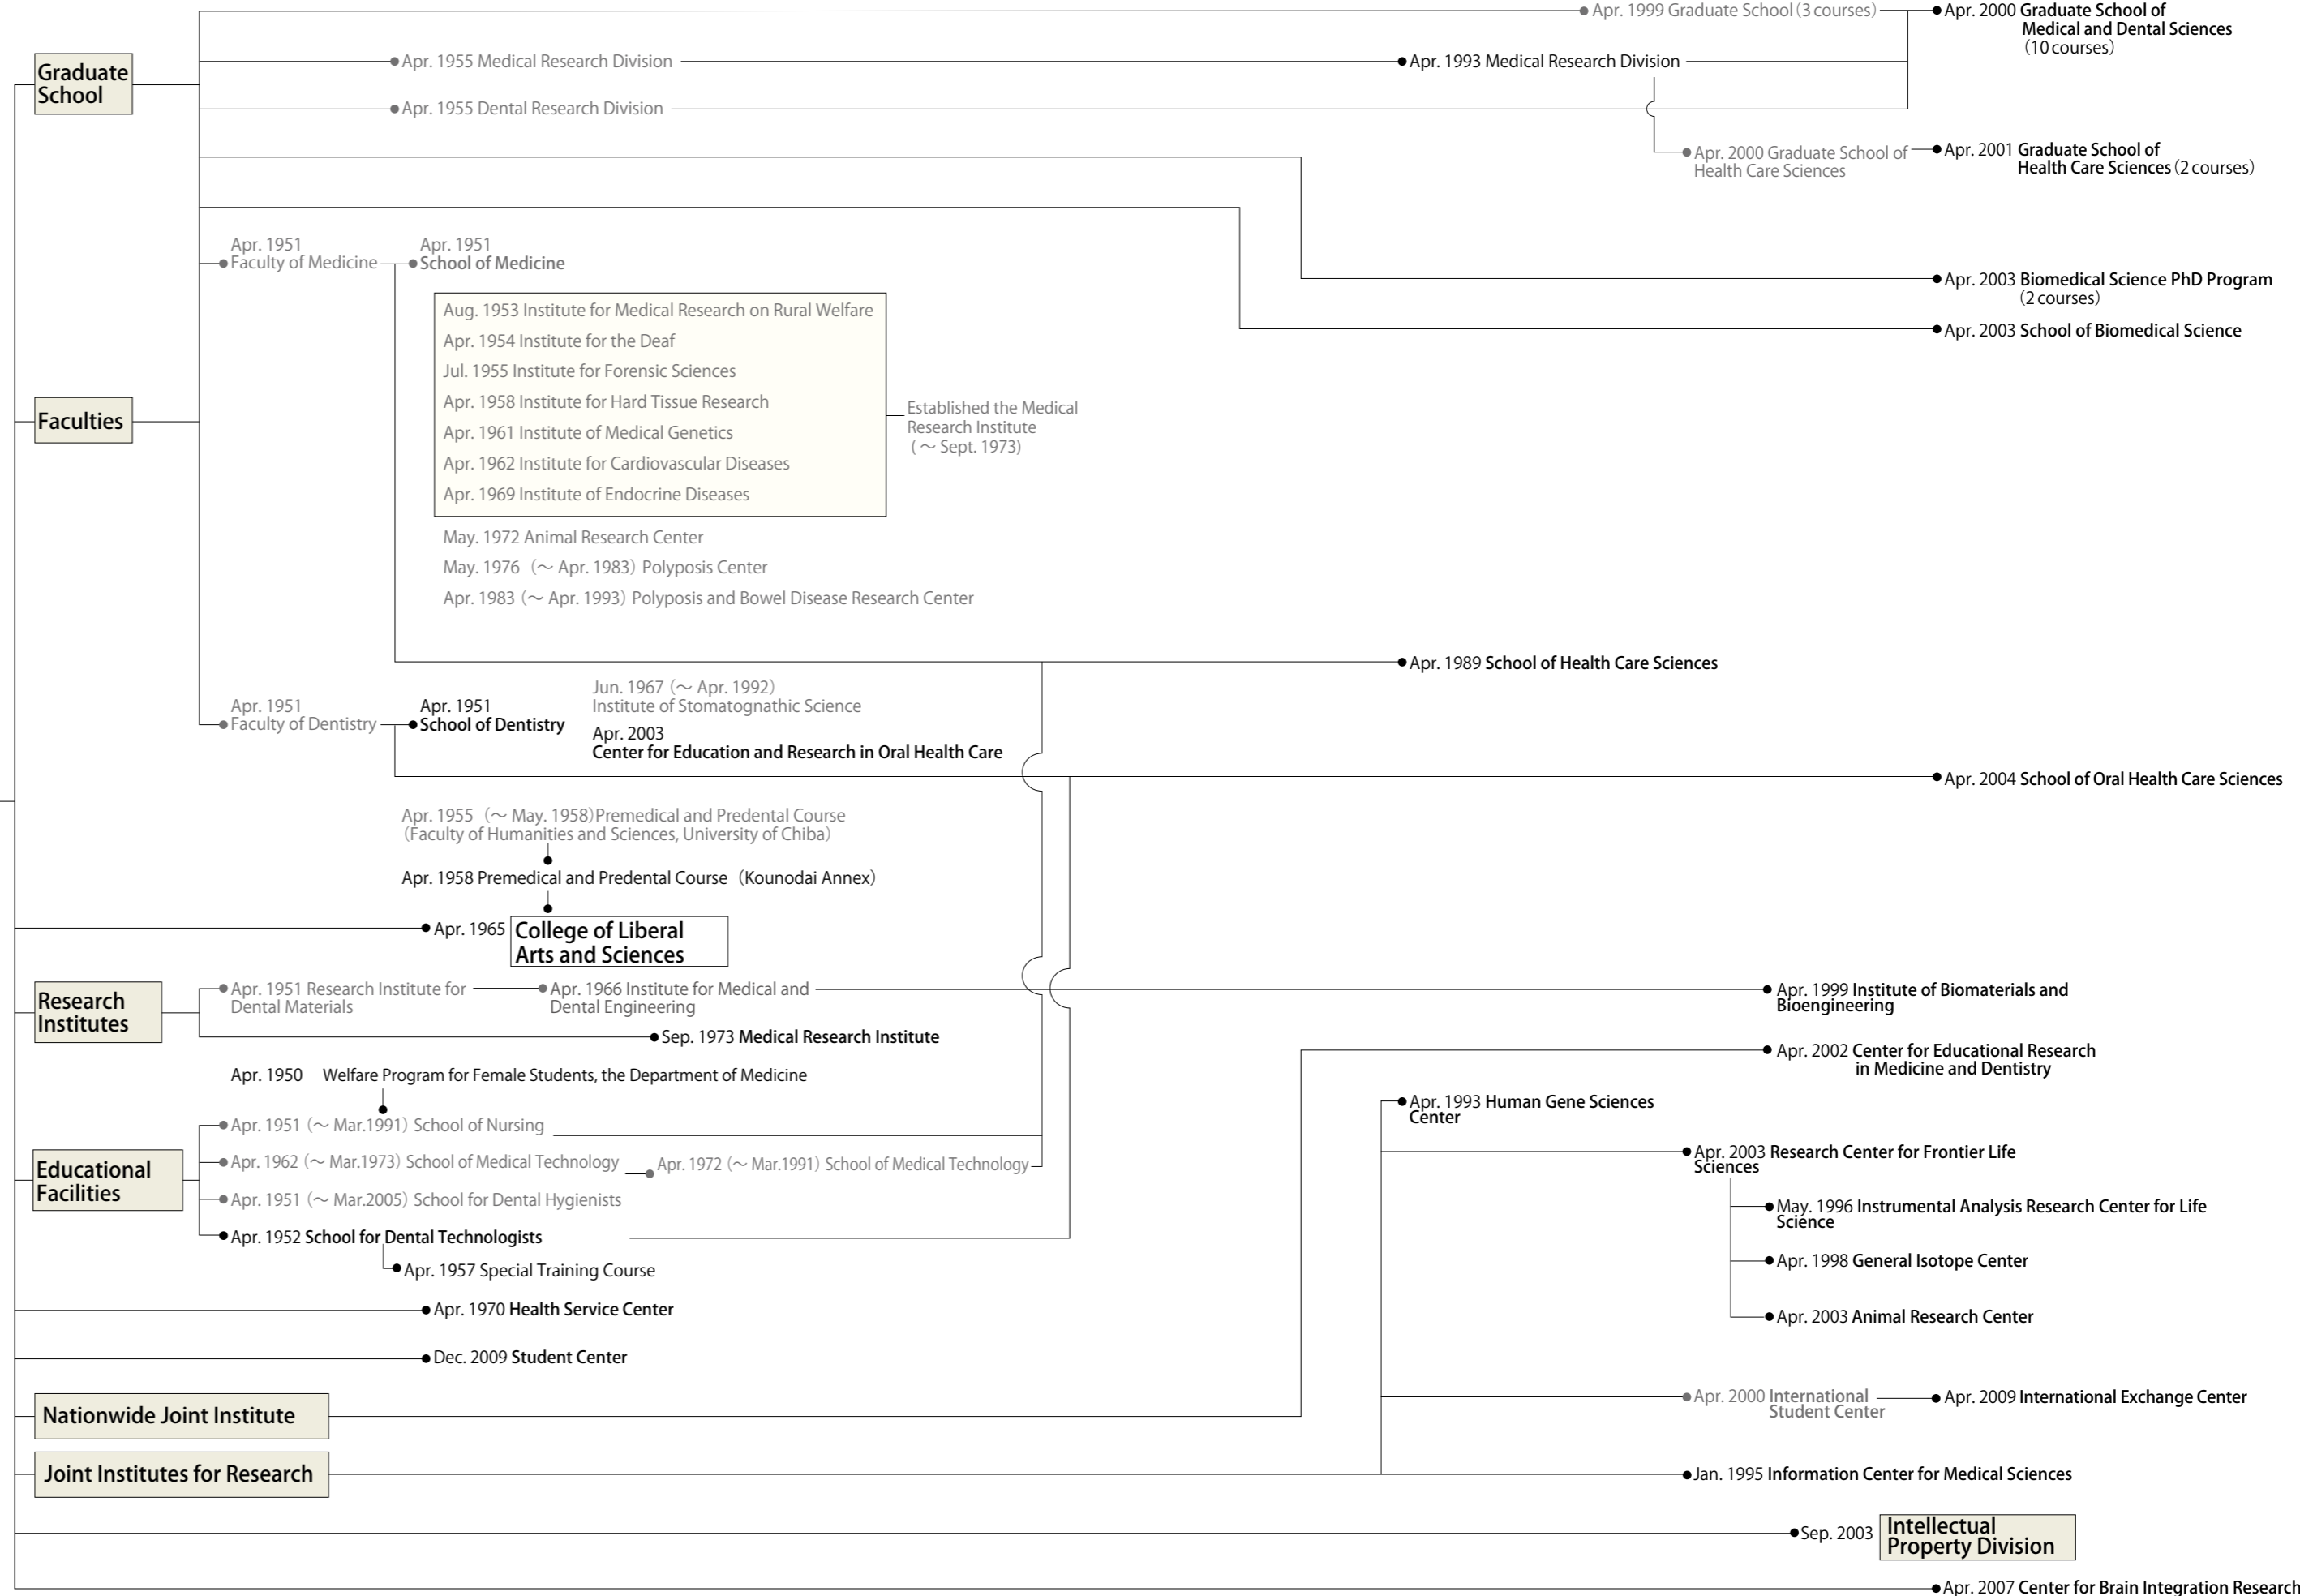 Apr. 1999 Graduate School (3 courses)
Apr. 2000 Graduate School of
Medical and Dental Sciences
(10 courses)
Graduate
School
Apr. 1955 Medical Research Division
Apr. 1993 Medical Research Division
Apr. 1955 Dental Research Division
Apr. 2000 Graduate School of
Health Care Sciences
Apr. 2001 Graduate School of
Health Care Sciences (2 courses)
Apr. 1951
Faculty of Medicine
Apr. 1951
School of Medicine
Apr. 2003 Biomedical Science PhD Program
(2 courses)
Apr. 2003 School of Biomedical Science
Aug. 1953 Institute for Medical Research on Rural Welfare
Apr. 1954 Institute for the Deaf
Jul. 1955 Institute for Forensic Sciences
Apr. 1958 Institute for Hard Tissue Research
Apr. 1961 Institute of Medical Genetics
Apr. 1962 Institute for Cardiovascular Diseases
Apr. 1969 Institute of Endocrine Diseases
Established the Medical
Research Institute
(～ Sept. 1973)
Faculties
May. 1972 Animal Research Center
May. 1976 (～ Apr. 1983) Polyposis Center
Apr. 1983 (～ Apr. 1993) Polyposis and Bowel Disease Research Center
Apr. 1989 School of Health Care Sciences
Apr. 1951
Faculty of Dentistry
Apr. 1951
School of Dentistry
Jun. 1967 (～ Apr. 1992)
Institute of Stomatognathic Science
Apr. 2003
Center for Education and Research in Oral Health Care
Apr. 2004 School of Oral Health Care Sciences
Apr. 1955 (～ May. 1958)Premedical and Predental Course
(Faculty of Humanities and Sciences, University of Chiba)
Apr. 1958 Premedical and Predental Course (Kounodai Annex)
Apr. 1965
College of Liberal
Arts and Sciences
Research
Institutes
Apr. 1951 Research Institute for
Dental Materials
Apr. 1966 Institute for Medical and
Dental Engineering
Apr. 1999 Institute of Biomaterials and
Bioengineering
Sep. 1973 Medical Research Institute
Apr. 2002 Center for Educational Research
in Medicine and Dentistry
Apr. 1950 Welfare Program for Female Students, the Department of Medicine
Apr. 1993 Human Gene Sciences
Center
Educational
Facilities
Apr. 1951 (～ Mar.1991) School of Nursing
Apr. 1962 (～ Mar.1973) School of Medical Technology
Apr. 1972 (～ Mar.1991) School of Medical Technology
Apr. 1951 (～ Mar.2005) School for Dental Hygienists
Apr. 1952 School for Dental Technologists
Apr. 1957 Special Training Course
Apr. 2003 Research Center for Frontier Life
Sciences
May. 1996 Instrumental Analysis Research Center for Life
Science
Apr. 1998 General Isotope Center
Apr. 2003 Animal Research Center
Apr. 1970 Health Service Center
Dec. 2009 Student Center
Nationwide Joint Institute
Apr. 2000 International
Student Center
Apr. 2009 International Exchange Center
Joint Institutes for Research
Jan. 1995 Information Center for Medical Sciences
Sep. 2003
Intellectual
Property Division
Apr. 2007 Center for Brain Integration Research